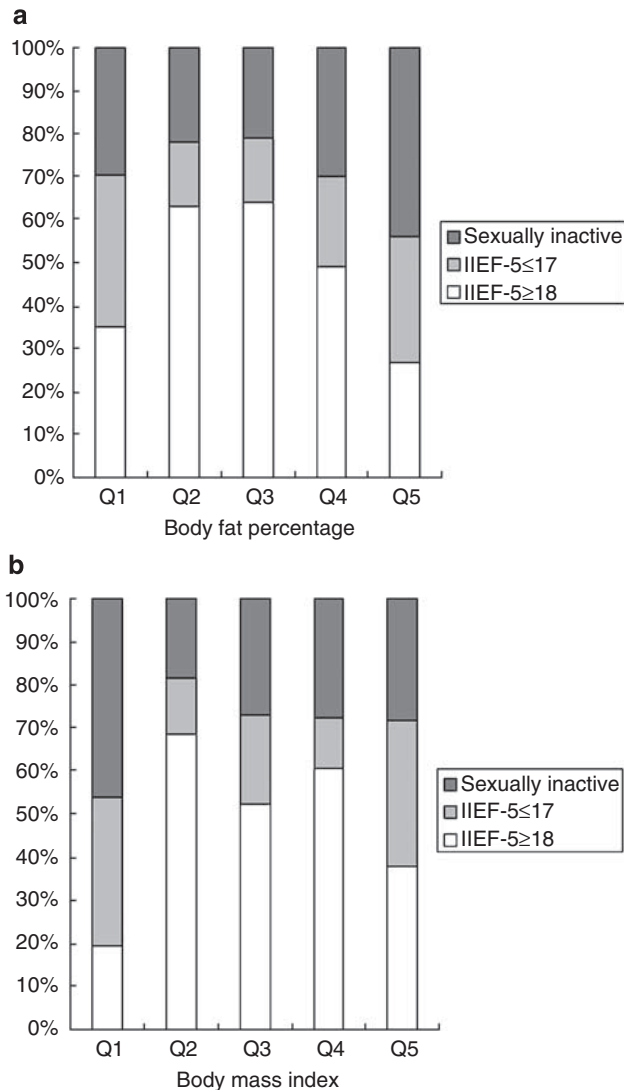 a
100%
90%
80%
70%
60%
50%
40%
30%
20%
10%
0%
Q1 Q2 Q3 Q4 Q5
Body fat percentage
Sexually inactive
IIEF-5≤17
IIEF-5≥18
b
100%
90%
80%
70%
60%
50%
40%
30%
20%
10%
0%
Q1 Q2 Q3 Q4 Q5
Body mass index
Sexually inactive
IIEF-5≤17
IIEF-5≥18